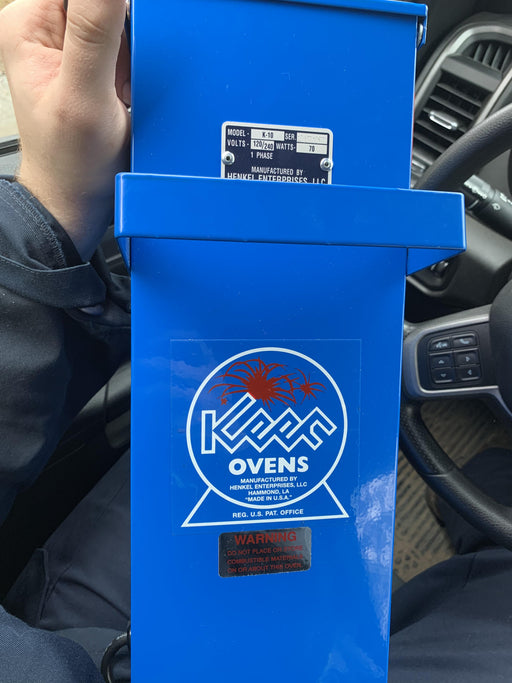 MODEL - K-10 SER.
VOLTS - 120/240 WATTS- 70
1 PHASE
MANUFACTURED BY
HENKEL ENTERPRISES, LLC
Keen
OVENS
MANUFACTURED BY
HENKEL ENTERPRISES, LLC
HAMMOND, LA
"MADE IN U.S.A."
REG. U.S. PAT. OFFICE
WARNING
DO NOT PLACE OR STORE
COMBUSTIBLE MATERIALS
ON OR ABOUT THIS OVEN